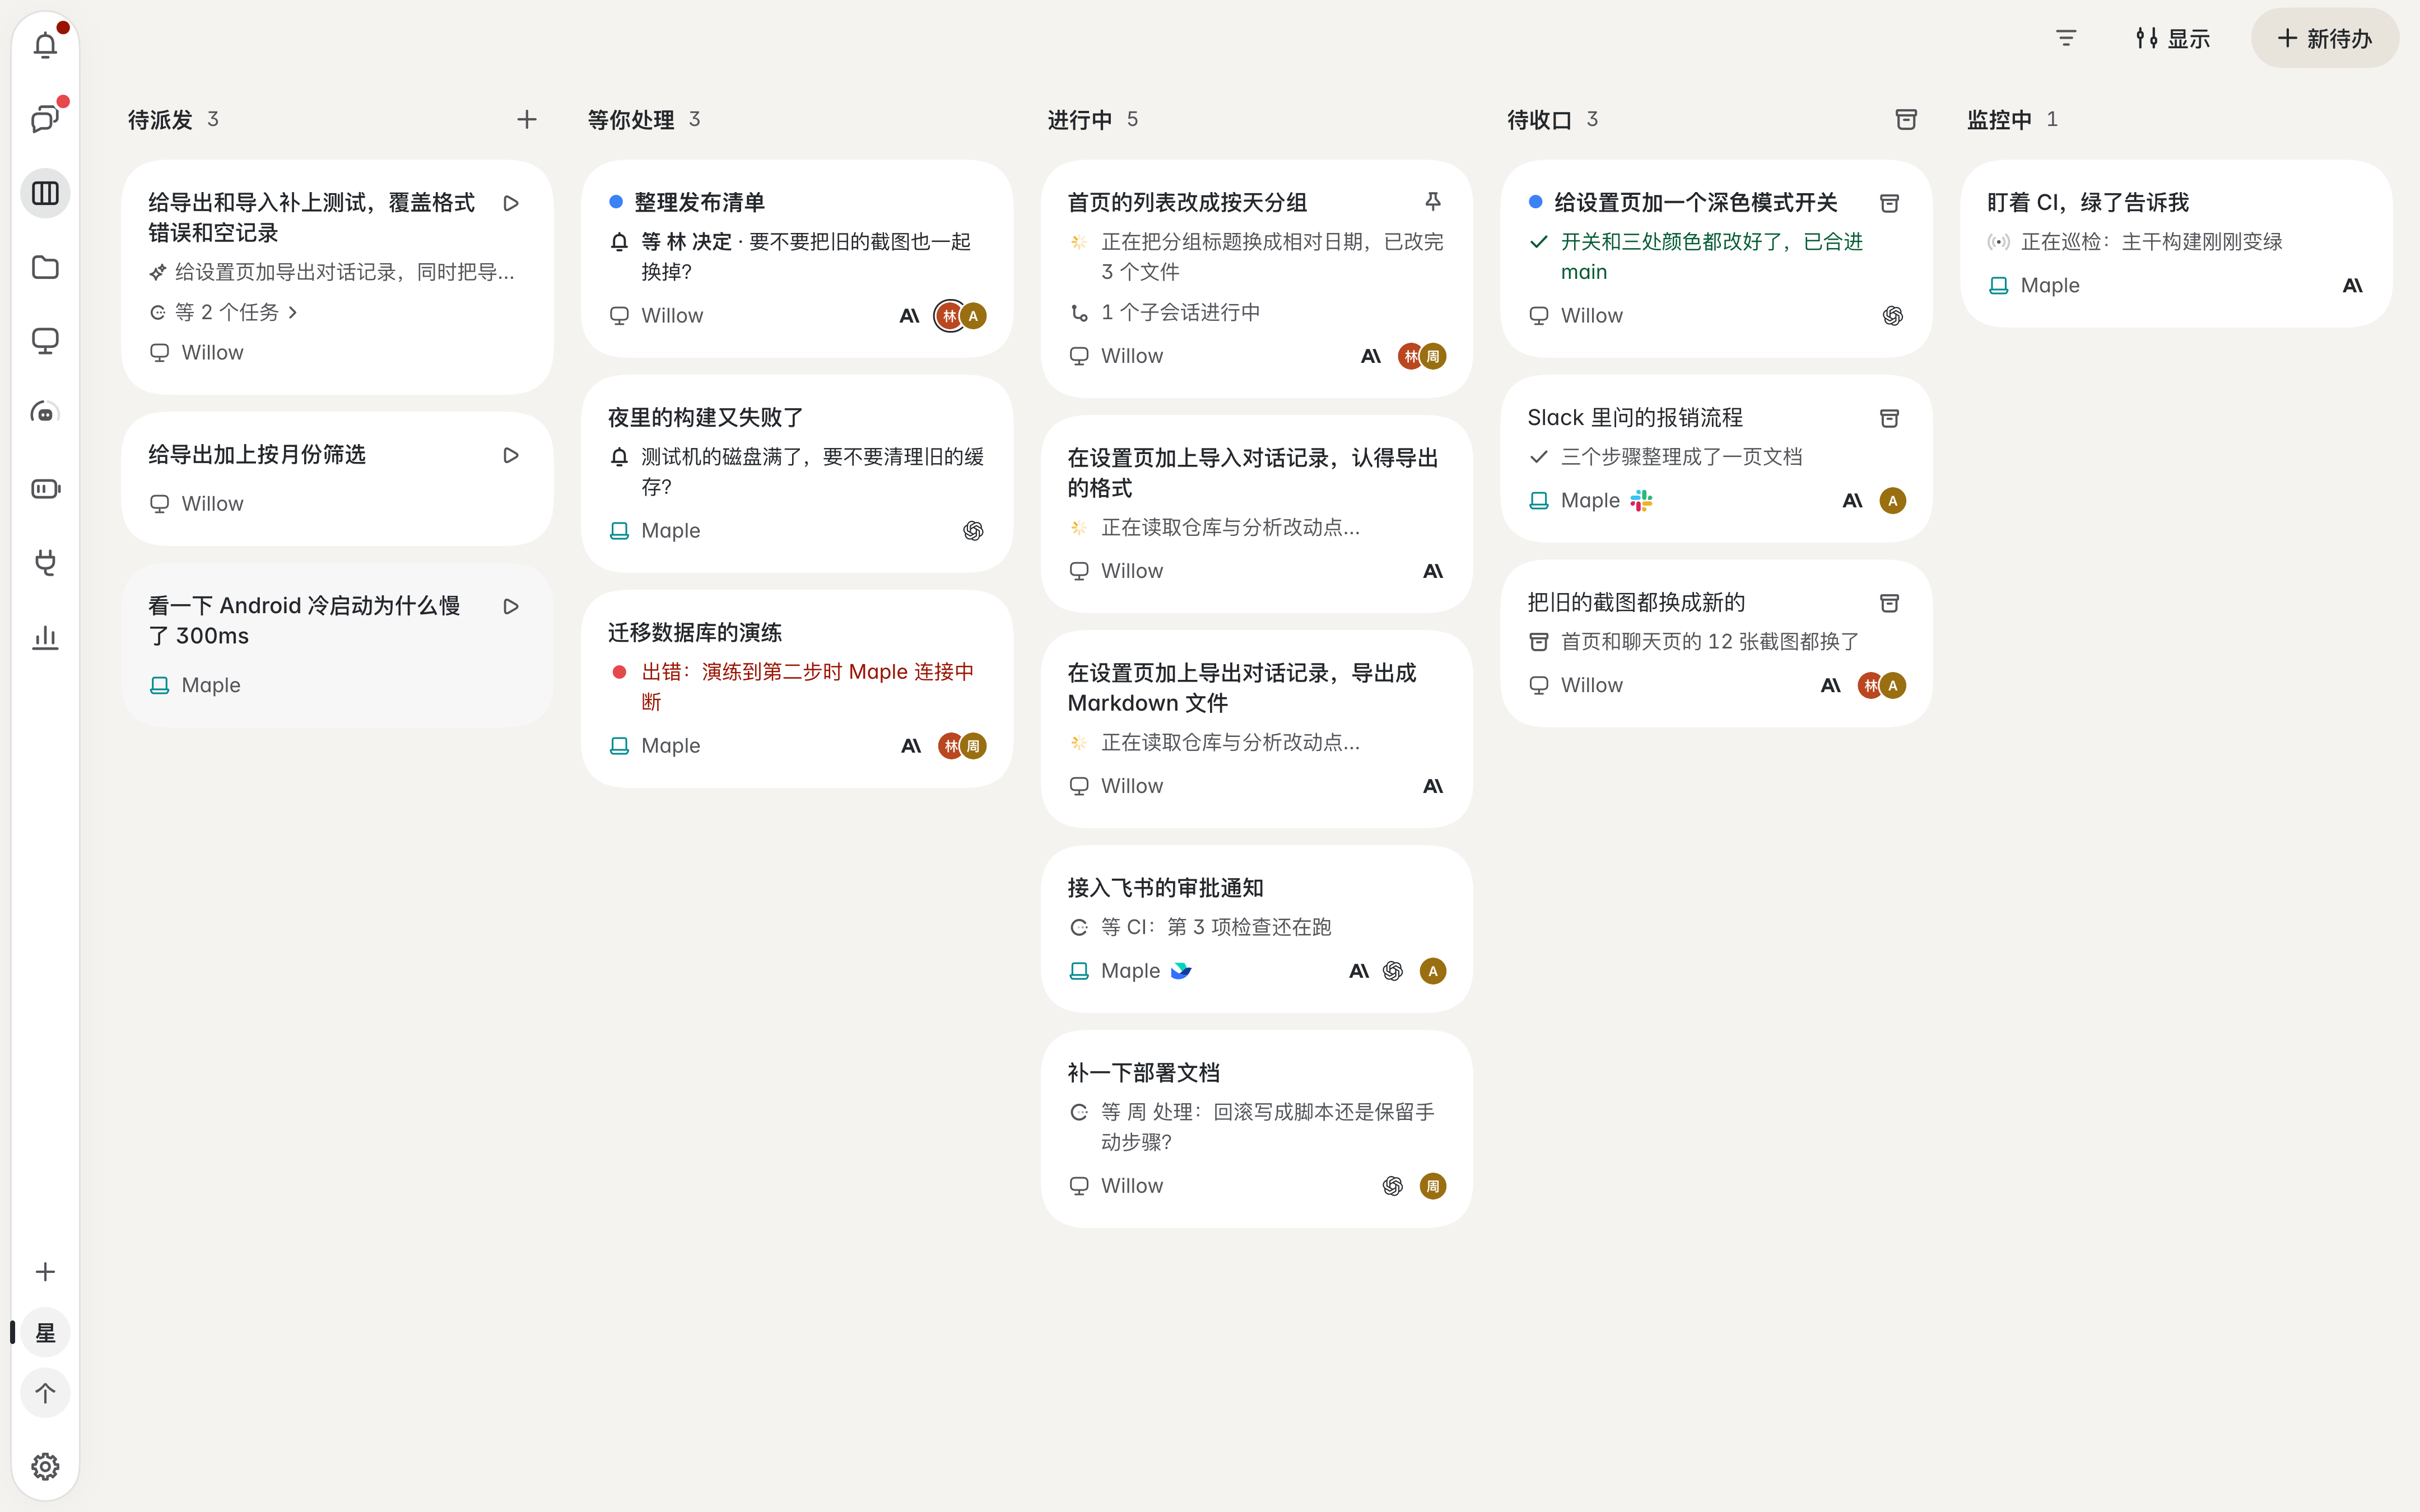 显示
新待办
待派发 3
给导出和导入补上测试，覆盖格式
错误和空记录
给设置页加导出对话记录，同时把导...
等 2 个任务
Willow
给导出加上按月份筛选
Willow
看一下 Android 冷启动为什么慢
了 300ms
Maple
等你处理 3
整理发布清单
等 林 决定 · 要不要把旧的截图也一起
换掉？
Willow
林 A
夜里的构建又失败了
测试机的磁盘满了，要不要清理旧的缓
存？
Maple
迁移数据库的演练
出错：演练到第二步时 Maple 连接中
断
Maple
林 周
进行中 5
首页的列表改成按天分组
正在把分组标题换成相对日期，已改完
3 个文件
1 个子会话进行中
Willow
林 周
在设置页加上导入对话记录，认得导出
的格式
正在读取仓库与分析改动点...
Willow
在设置页加上导出对话记录，导出成
Markdown 文件
正在读取仓库与分析改动点...
Willow
接入飞书的审批通知
等 CI：第 3 项检查还在跑
Maple
A
补一下部署文档
等 周 处理：回滚写成脚本还是保留手
动步骤？
Willow
周
待收口 3
给设置页加一个深色模式开关
开关和三处颜色都改好了，已合进
main
Willow
Slack 里问的报销流程
三个步骤整理成了一页文档
Maple
A
把旧的截图都换成新的
首页和聊天页的 12 张截图都换了
Willow
林 A
监控中 1
盯着 CI，绿了告诉我
正在巡检：主干构建刚刚变绿
Maple
星
个